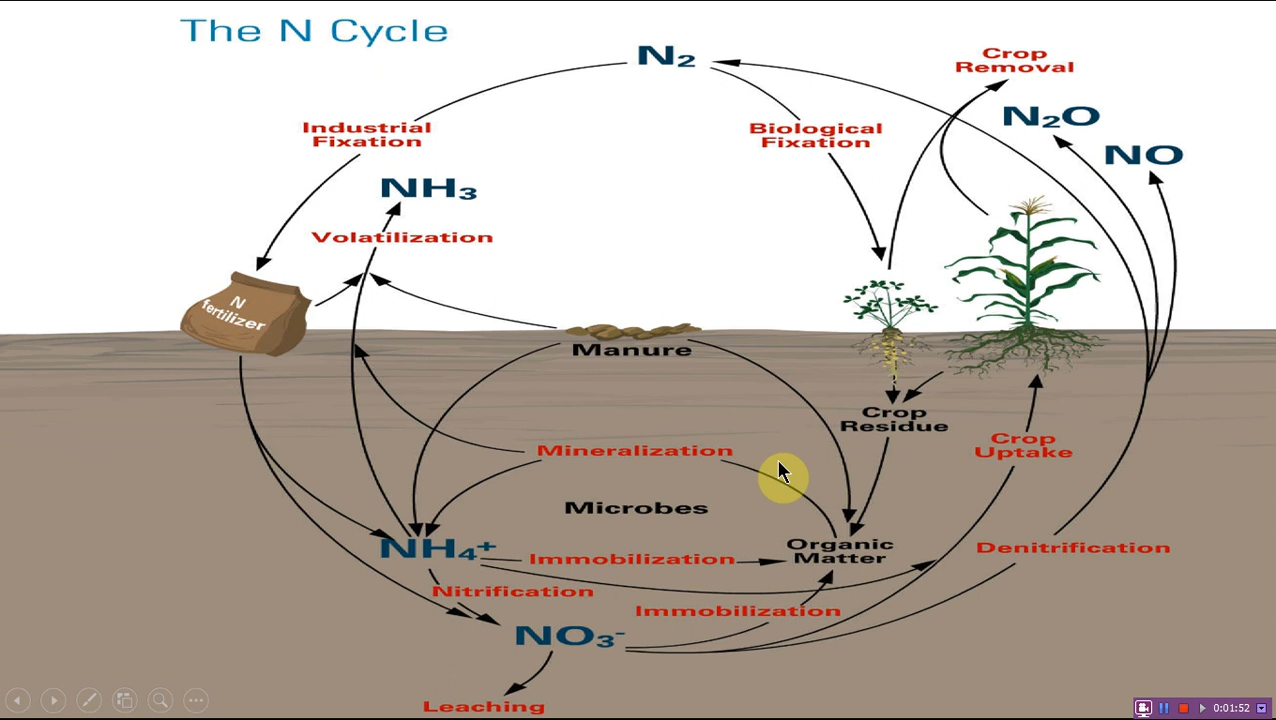 The N Cycle
N₂
Crop
Removal
N₂O
NO
Industrial
Fixation
Biological
Fixation
NH₃
Volatilization
N
fertilizer
Manure
Crop
Residue
Mineralization
Crop
Uptake
Microbes
NH₄⁺
Immobilization
Organic
Matter
Denitrification
Nitrification
Immobilization
NO₃⁻
Leaching
0:01:52